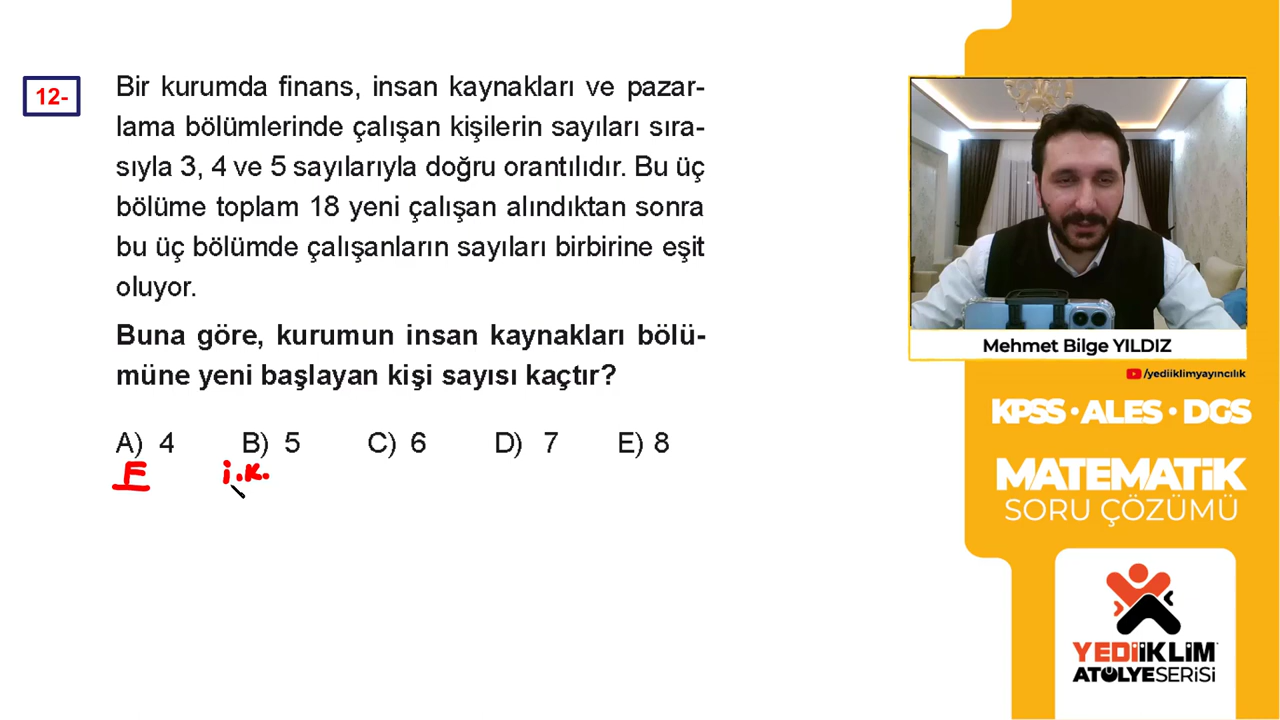 12-
Bir kurumda finans, insan kaynakları ve pazar-
lama bölümlerinde çalışan kişilerin sayıları sıra-
sıyla 3, 4 ve 5 sayılarıyla doğru orantılıdır. Bu üç
bölüme toplam 18 yeni çalışan alındıktan sonra
bu üç bölümde çalışanların sayıları birbirine eşit
oluyor.
Buna göre, kurumun insan kaynakları bölü-
müne yeni başlayan kişi sayısı kaçtır?
A) 4 B) 5 C) 6 D) 7 E) 8
F i.K.
Mehmet Bilge YILDIZ
/yediiklimyayıncılık
KPSS • ALES • DGS
MATEMATİK
SORU ÇÖZÜMÜ
YEDİİKLİM
ATÖLYESERİSİ